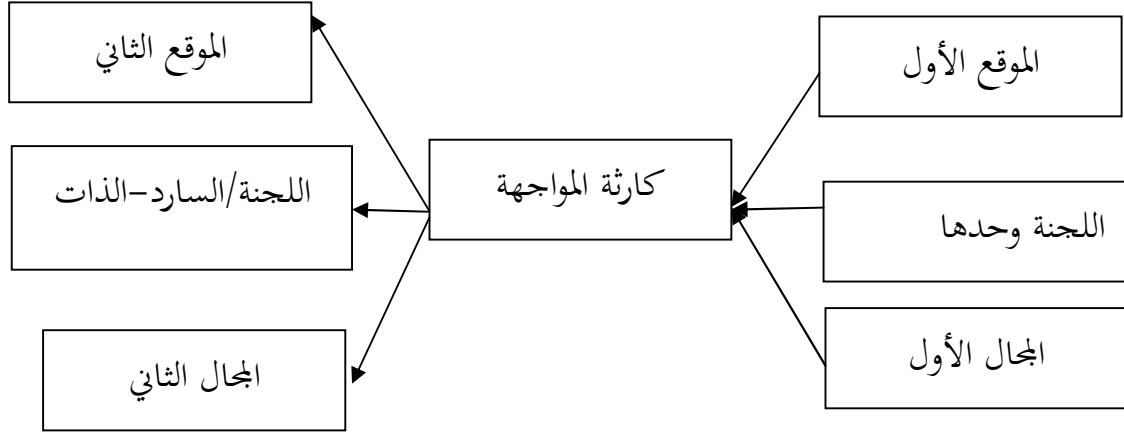 الموقع الأول
اللجنة وحدها
المجال الأول
كارثة المواجهة
الموقع الثاني
اللجنة/السارد-الذات
المجال الثاني